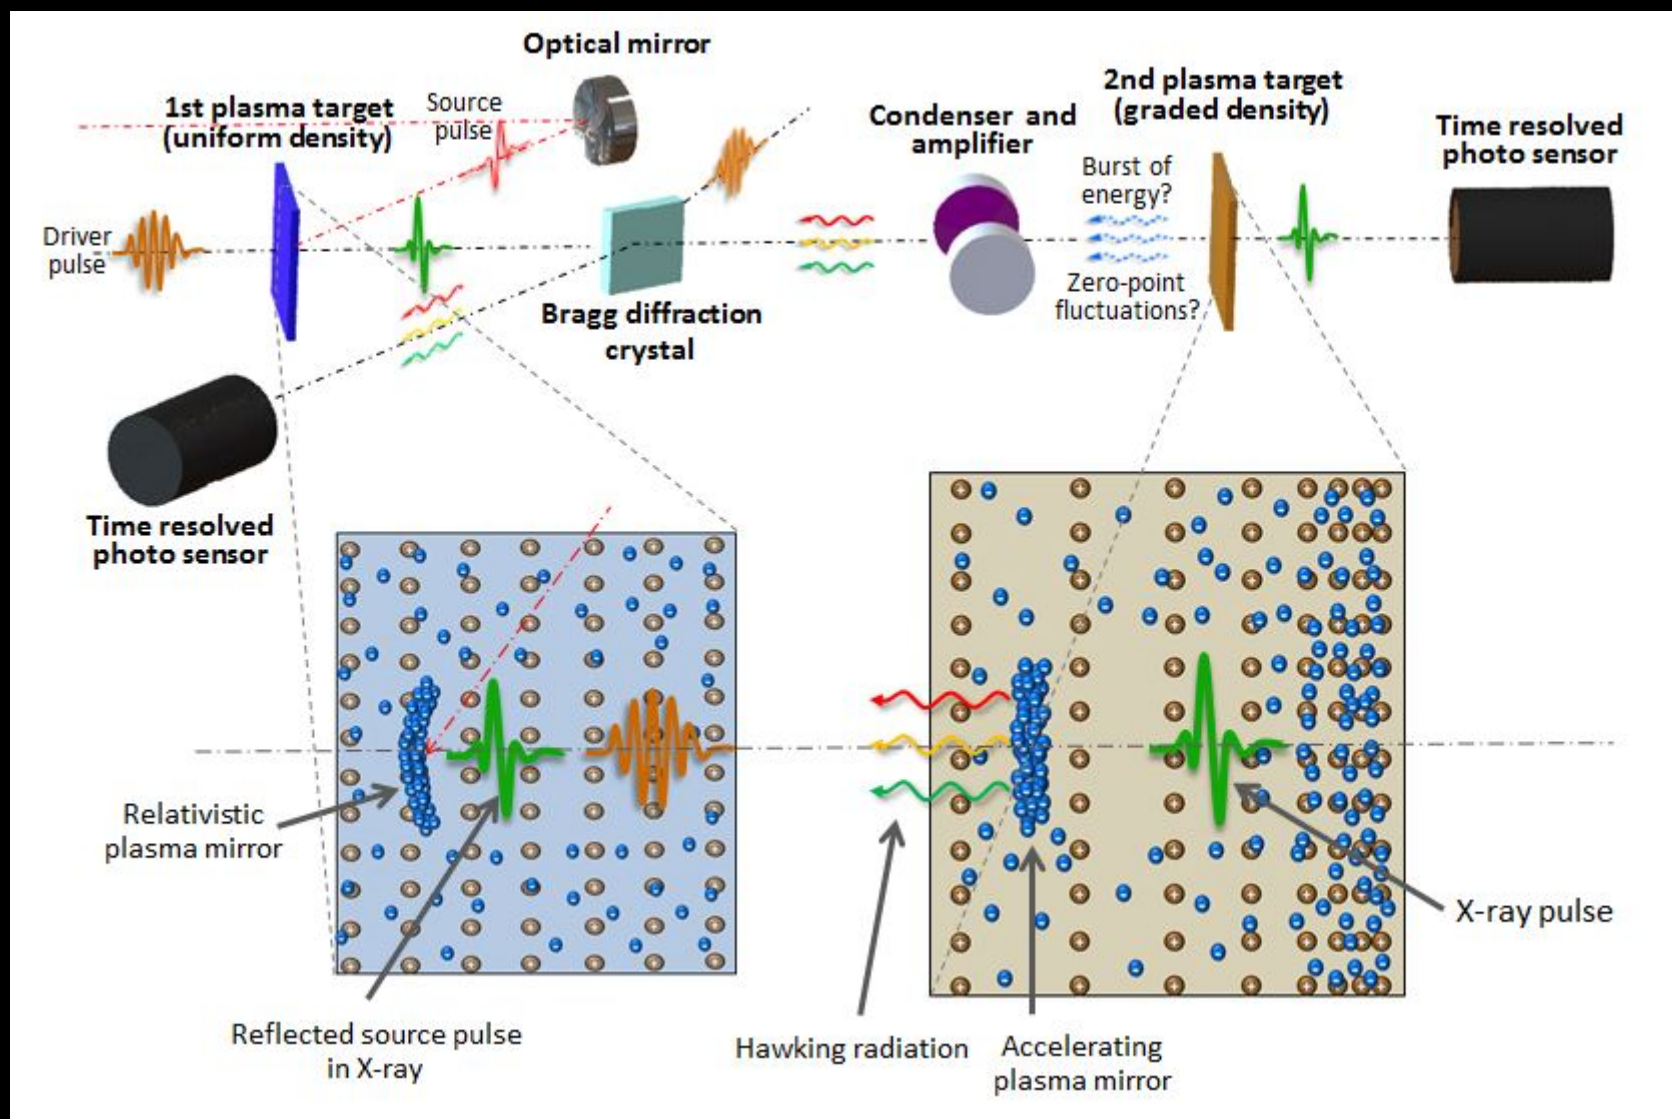 Optical mirror
1st plasma target
(uniform density)
Source
pulse
2nd plasma target
(graded density)
Condenser and
amplifier
Time resolved
photo sensor
Burst of
energy?
Driver
pulse
Zero-point
fluctuations?
Bragg diffraction
crystal
Time resolved
photo sensor
Relativistic
plasma mirror
X-ray pulse
Reflected source pulse
in X-ray
Hawking radiation
Accelerating
plasma mirror